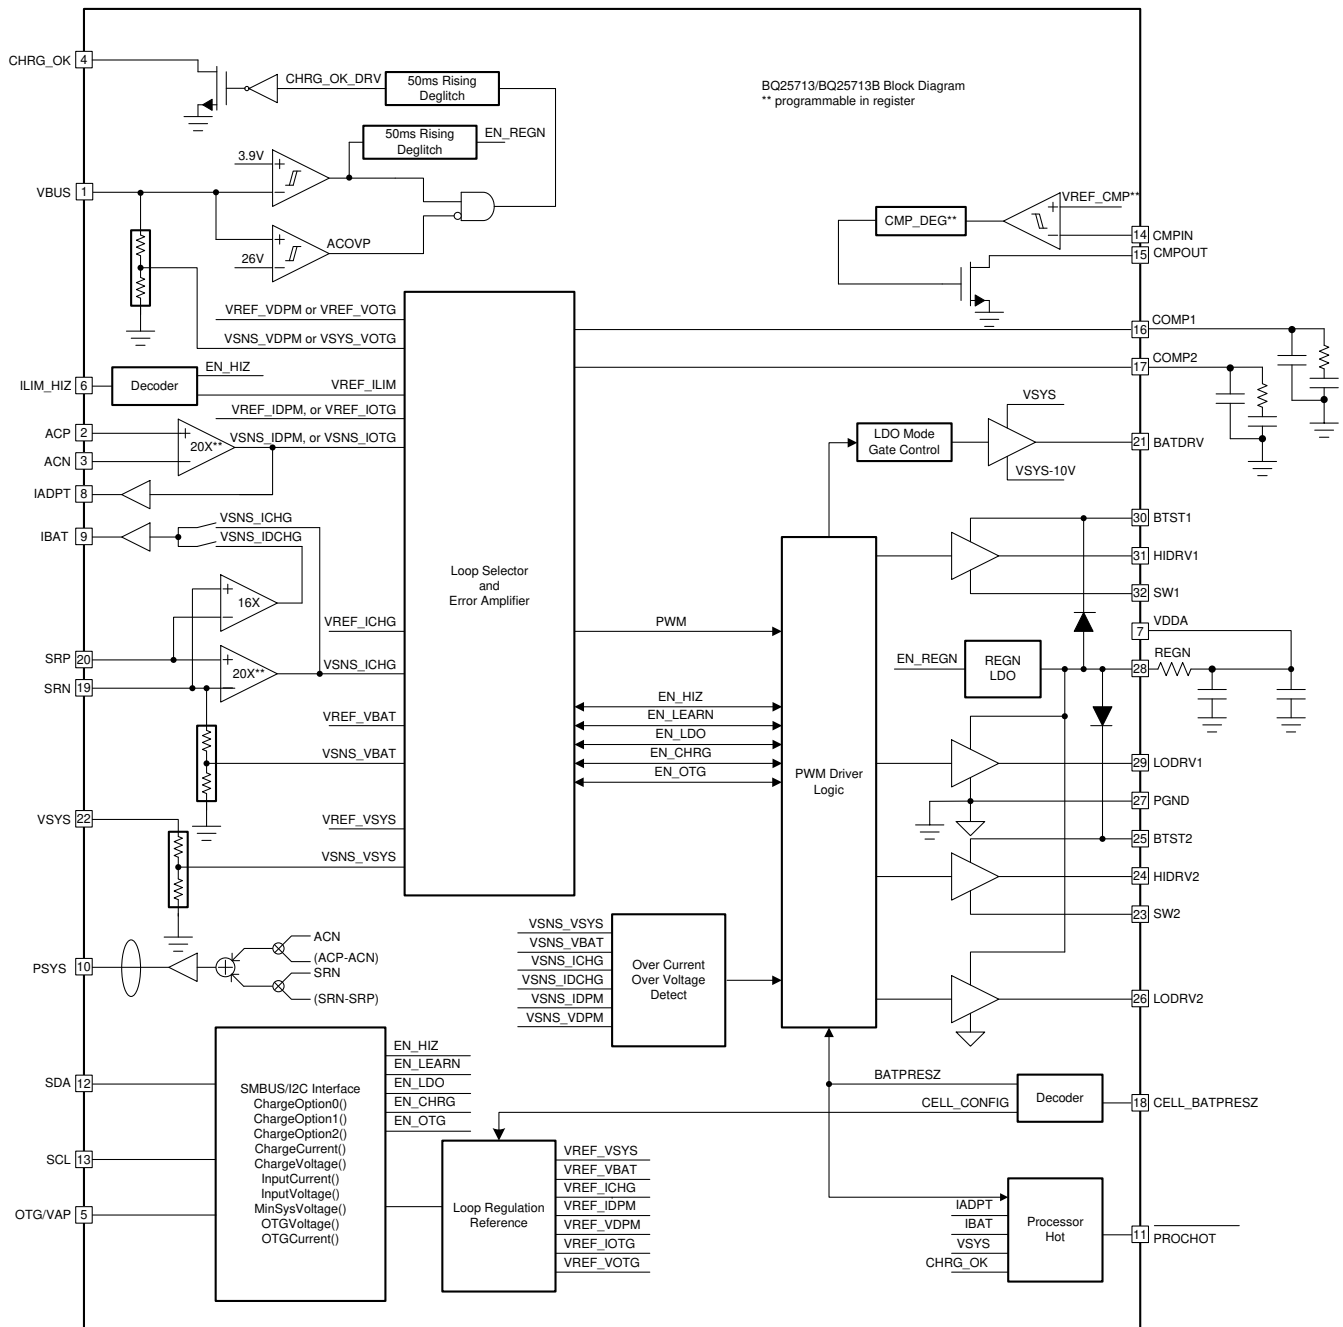 BQ25713/BQ25713B Block Diagram
** programmable in register
CHRG_OK
4
CHRG_OK_DRV
50ms Rising
Deglitch
50ms Rising
Deglitch
EN_REGN
3.9V
+
−
VBUS
1
+
−
26V
ACOVP
VREF_CMP**
+
−
CMP_DEG**
14
CMPIN
15
CMPOUT
VREF_VDPM or VREF_VOTG
VSNS_VDPM or VSYS_VOTG
16
COMP1
17
COMP2
ILIM_HIZ
6
Decoder
EN_HIZ
VREF_ILIM
VREF_IDPM, or VREF_IOTG
VSNS_IDPM, or VSNS_IOTG
ACP
2
+
20X**
−
ACN
3
IADPT
8
IBAT
9
VSNS_ICHG
VSNS_IDCHG
+
16X
−
VREF_ICHG
SRP
20
+
20X**
−
VSNS_ICHG
SRN
19
VREF_VBAT
VSNS_VBAT
VSYS
22
VREF_VSYS
VSNS_VSYS
Loop Selector
and
Error Amplifier
PWM
EN_HIZ
EN_LEARN
EN_LDO
EN_CHRG
EN_OTG
PWM Driver
Logic
LDO Mode
Gate Control
VSYS
VSYS-10V
21
BATDRV
30
BTST1
31
HIDRV1
32
SW1
7
VDDA
EN_REGN
REGN
LDO
28
REGN
29
LODRV1
27
PGND
25
BTST2
24
HIDRV2
23
SW2
26
LODRV2
PSYS
10
ACN
(ACP-ACN)
SRN
(SRN-SRP)
VSNS_VSYS
VSNS_VBAT
VSNS_ICHG
VSNS_IDCHG
VSNS_IDPM
VSNS_VDPM
Over Current
Over Voltage
Detect
SDA
12
SCL
13
OTG/VAP
5
SMBUS/I2C Interface
ChargeOption0()
ChargeOption1()
ChargeOption2()
ChargeCurrent()
ChargeVoltage()
InputCurrent()
InputVoltage()
MinSysVoltage()
OTGVoltage()
OTGCurrent()
EN_HIZ
EN_LEARN
EN_LDO
EN_CHRG
EN_OTG
Loop Regulation
Reference
VREF_VSYS
VREF_VBAT
VREF_ICHG
VREF_IDPM
VREF_VDPM
VREF_IOTG
VREF_VOTG
BATPRESZ
CELL_CONFIG
Decoder
18
CELL_BATPRESZ
IADPT
IBAT
VSYS
CHRG_OK
Processor
Hot
11
PROCHOT